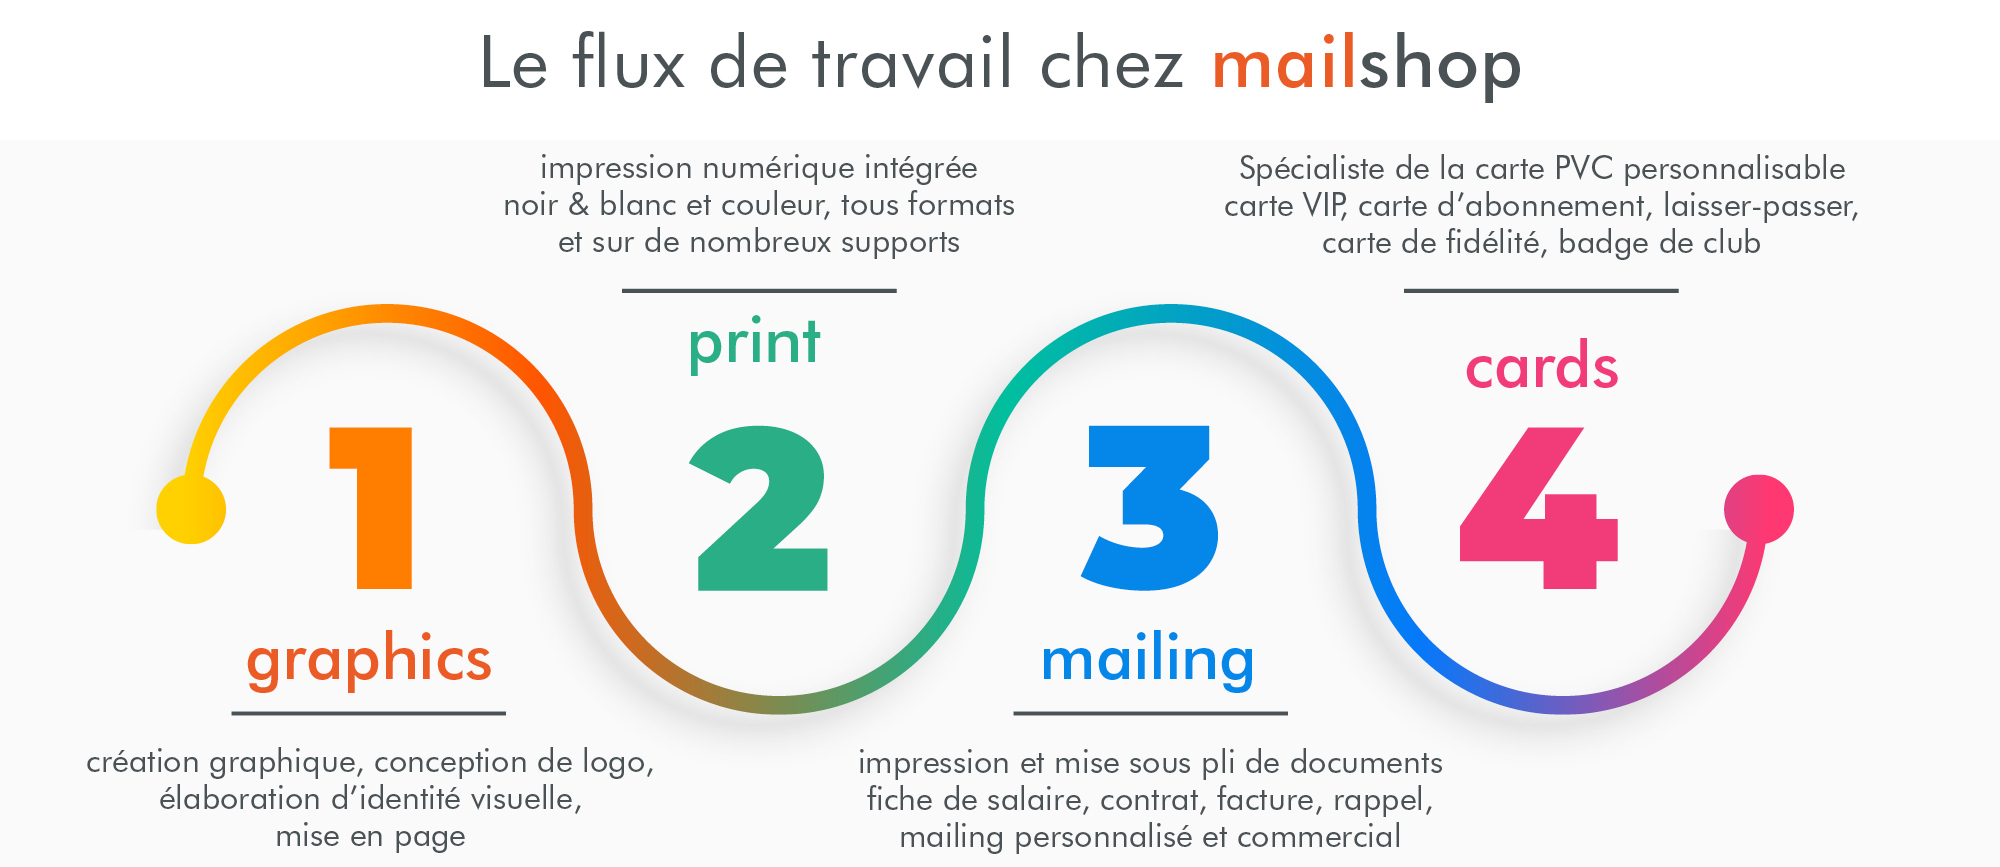 Le flux de travail chez mailshop
1
graphics
création graphique, conception de logo,
élaboration d’identité visuelle,
mise en page
impression numérique intégrée
noir & blanc et couleur, tous formats
et sur de nombreux supports
print
2
3
mailing
impression et mise sous pli de documents
fiche de salaire, contrat, facture, rappel,
mailing personnalisé et commercial
Spécialiste de la carte PVC personnalisable
carte VIP, carte d’abonnement, laisser-passer,
carte de fidélité, badge de club
cards
4